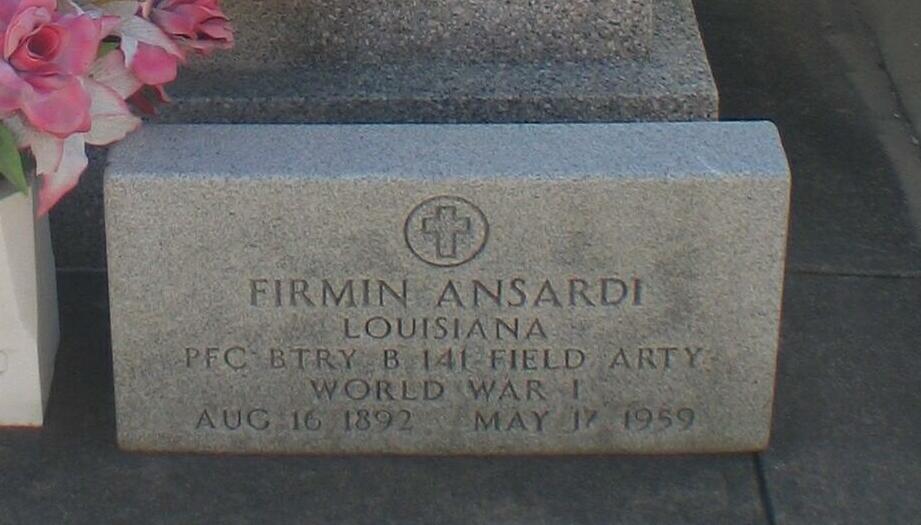 FIRMIN ANSARDI
LOUISIANA
PFC BTRY B 141 FIELD ARTY
WORLD WAR I
AUG 16 1892 MAY 17 1959